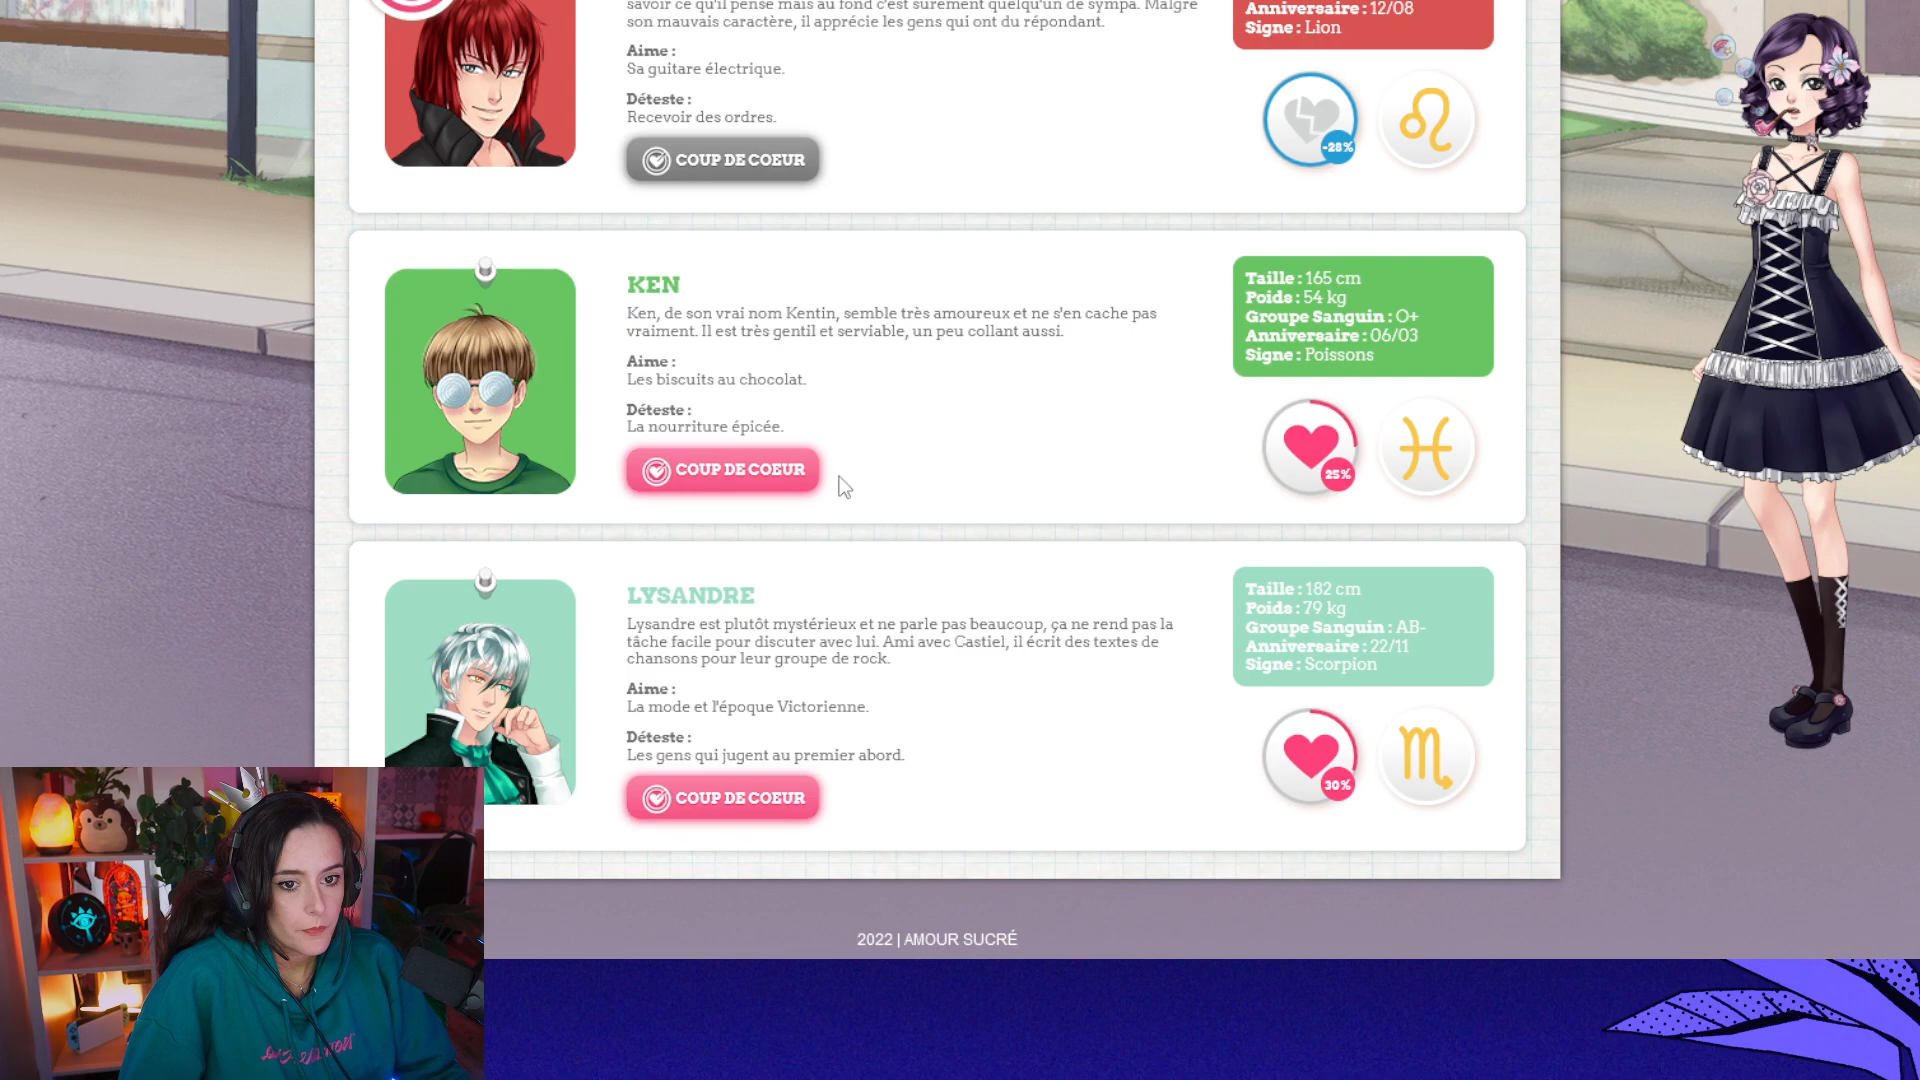 savoir ce qu'il pense mais au fond c'est sûrement quelqu'un de sympa. Malgré
son mauvais caractère, il apprécie les gens qui ont du répondant.
Aime :
Sa guitare électrique.
Déteste :
Recevoir des ordres.
COUP DE COEUR
Anniversaire : 12/08
Signe : Lion
-28%
KEN
Ken, de son vrai nom Kentin, semble très amoureux et ne s'en cache pas
vraiment. Il est très gentil et serviable, un peu collant aussi.
Aime :
Les biscuits au chocolat.
Déteste :
La nourriture épicée.
COUP DE COEUR
Taille : 165 cm
Poids : 54 kg
Groupe Sanguin : O+
Anniversaire : 06/03
Signe : Poissons
25%
LYSANDRE
Lysandre est plutôt mystérieux et ne parle pas beaucoup, ça ne rend pas la
tâche facile pour discuter avec lui. Ami avec Castiel, il écrit des textes de
chansons pour leur groupe de rock.
Aime :
La mode et l'époque Victorienne.
Déteste :
Les gens qui jugent au premier abord.
COUP DE COEUR
Taille : 182 cm
Poids : 79 kg
Groupe Sanguin : AB-
Anniversaire : 22/11
Signe : Scorpion
30%
2022 | AMOUR SUCRÉ